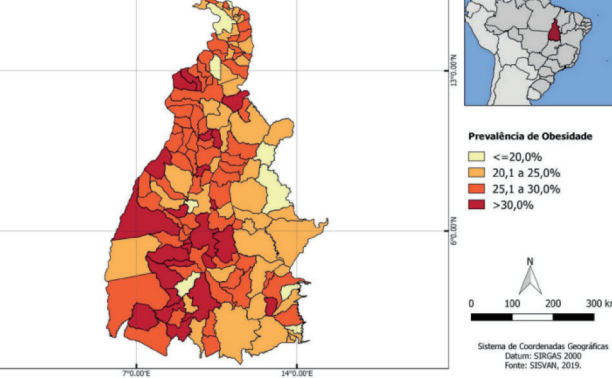 13°0.00'N
6°0.00'N
7°0.00'E
14°0.00'E
Prevalência de Obesidade
<=20,0%
20,1 a 25,0%
25,1 a 30,0%
>30,0%
N
0 100 200 300 km
Sistema de Coordenadas Geográficas
Datum: SIRGAS 2000
Fonte: SISVAN, 2019.